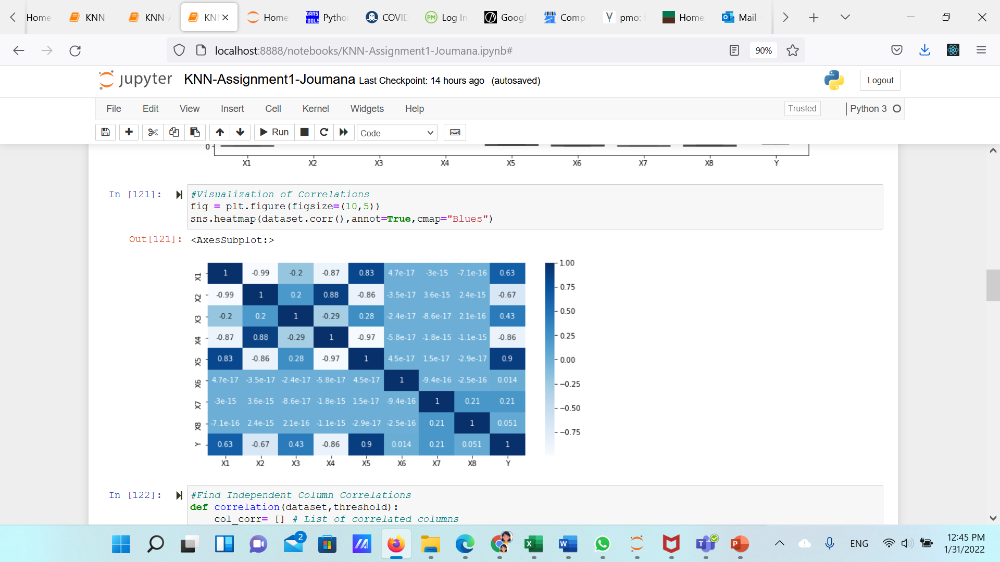 Home KNN - KNN-/ KN Home Python COVID Log In Googl Comp V pmo: f Home Mail -
localhost:8888/notebooks/KNN-Assignment1-Joumana.ipynb# 90%
jupyter KNN-Assignment1-Joumana Last Checkpoint: 14 hours ago (autosaved) Logout
File Edit View Insert Cell Kernel Widgets Help Trusted Python 3
Run Code
0
X1 X2 X3 X4 X5 X6 X7 X8 Y
In [121]: #Visualization of Correlations
fig = plt.figure(figsize=(10,5))
sns.heatmap(dataset.corr(),annot=True,cmap="Blues")
Out[121]: <AxesSubplot:>
X1 1 -0.99 -0.2 -0.87 0.83 4.7e-17 -3e-15 -7.1e-16 0.63
X2 -0.99 1 0.2 0.88 -0.86 -3.5e-17 3.6e-15 2.4e-15 -0.67
X3 -0.2 0.2 1 -0.29 0.28 -2.4e-17 -8.6e-17 2.1e-16 0.43
X4 -0.87 0.88 -0.29 1 -0.97 -5.8e-17 -1.8e-15 -1.1e-15 -0.86
X5 0.83 -0.86 0.28 -0.97 1 4.5e-17 1.5e-17 -2.9e-17 0.9
X6 4.7e-17 -3.5e-17 -2.4e-17 -5.8e-17 4.5e-17 1 -9.4e-16 -2.5e-16 0.014
X7 -3e-15 3.6e-15 -8.6e-17 -1.8e-15 1.5e-17 -9.4e-16 1 0.21 0.21
X8 -7.1e-16 2.4e-15 2.1e-16 -1.1e-15 -2.9e-17 -2.5e-16 0.21 1 0.051
Y 0.63 -0.67 0.43 -0.86 0.9 0.014 0.21 0.051 1
X1 X2 X3 X4 X5 X6 X7 X8 Y
1.00
0.75
0.50
0.25
0.00
-0.25
-0.50
-0.75
In [122]: #Find Independent Column Correlations
def correlation(dataset,threshold):
col_corr= [] # List of correlated columns
2
ENG
12:45 PM
1/31/2022